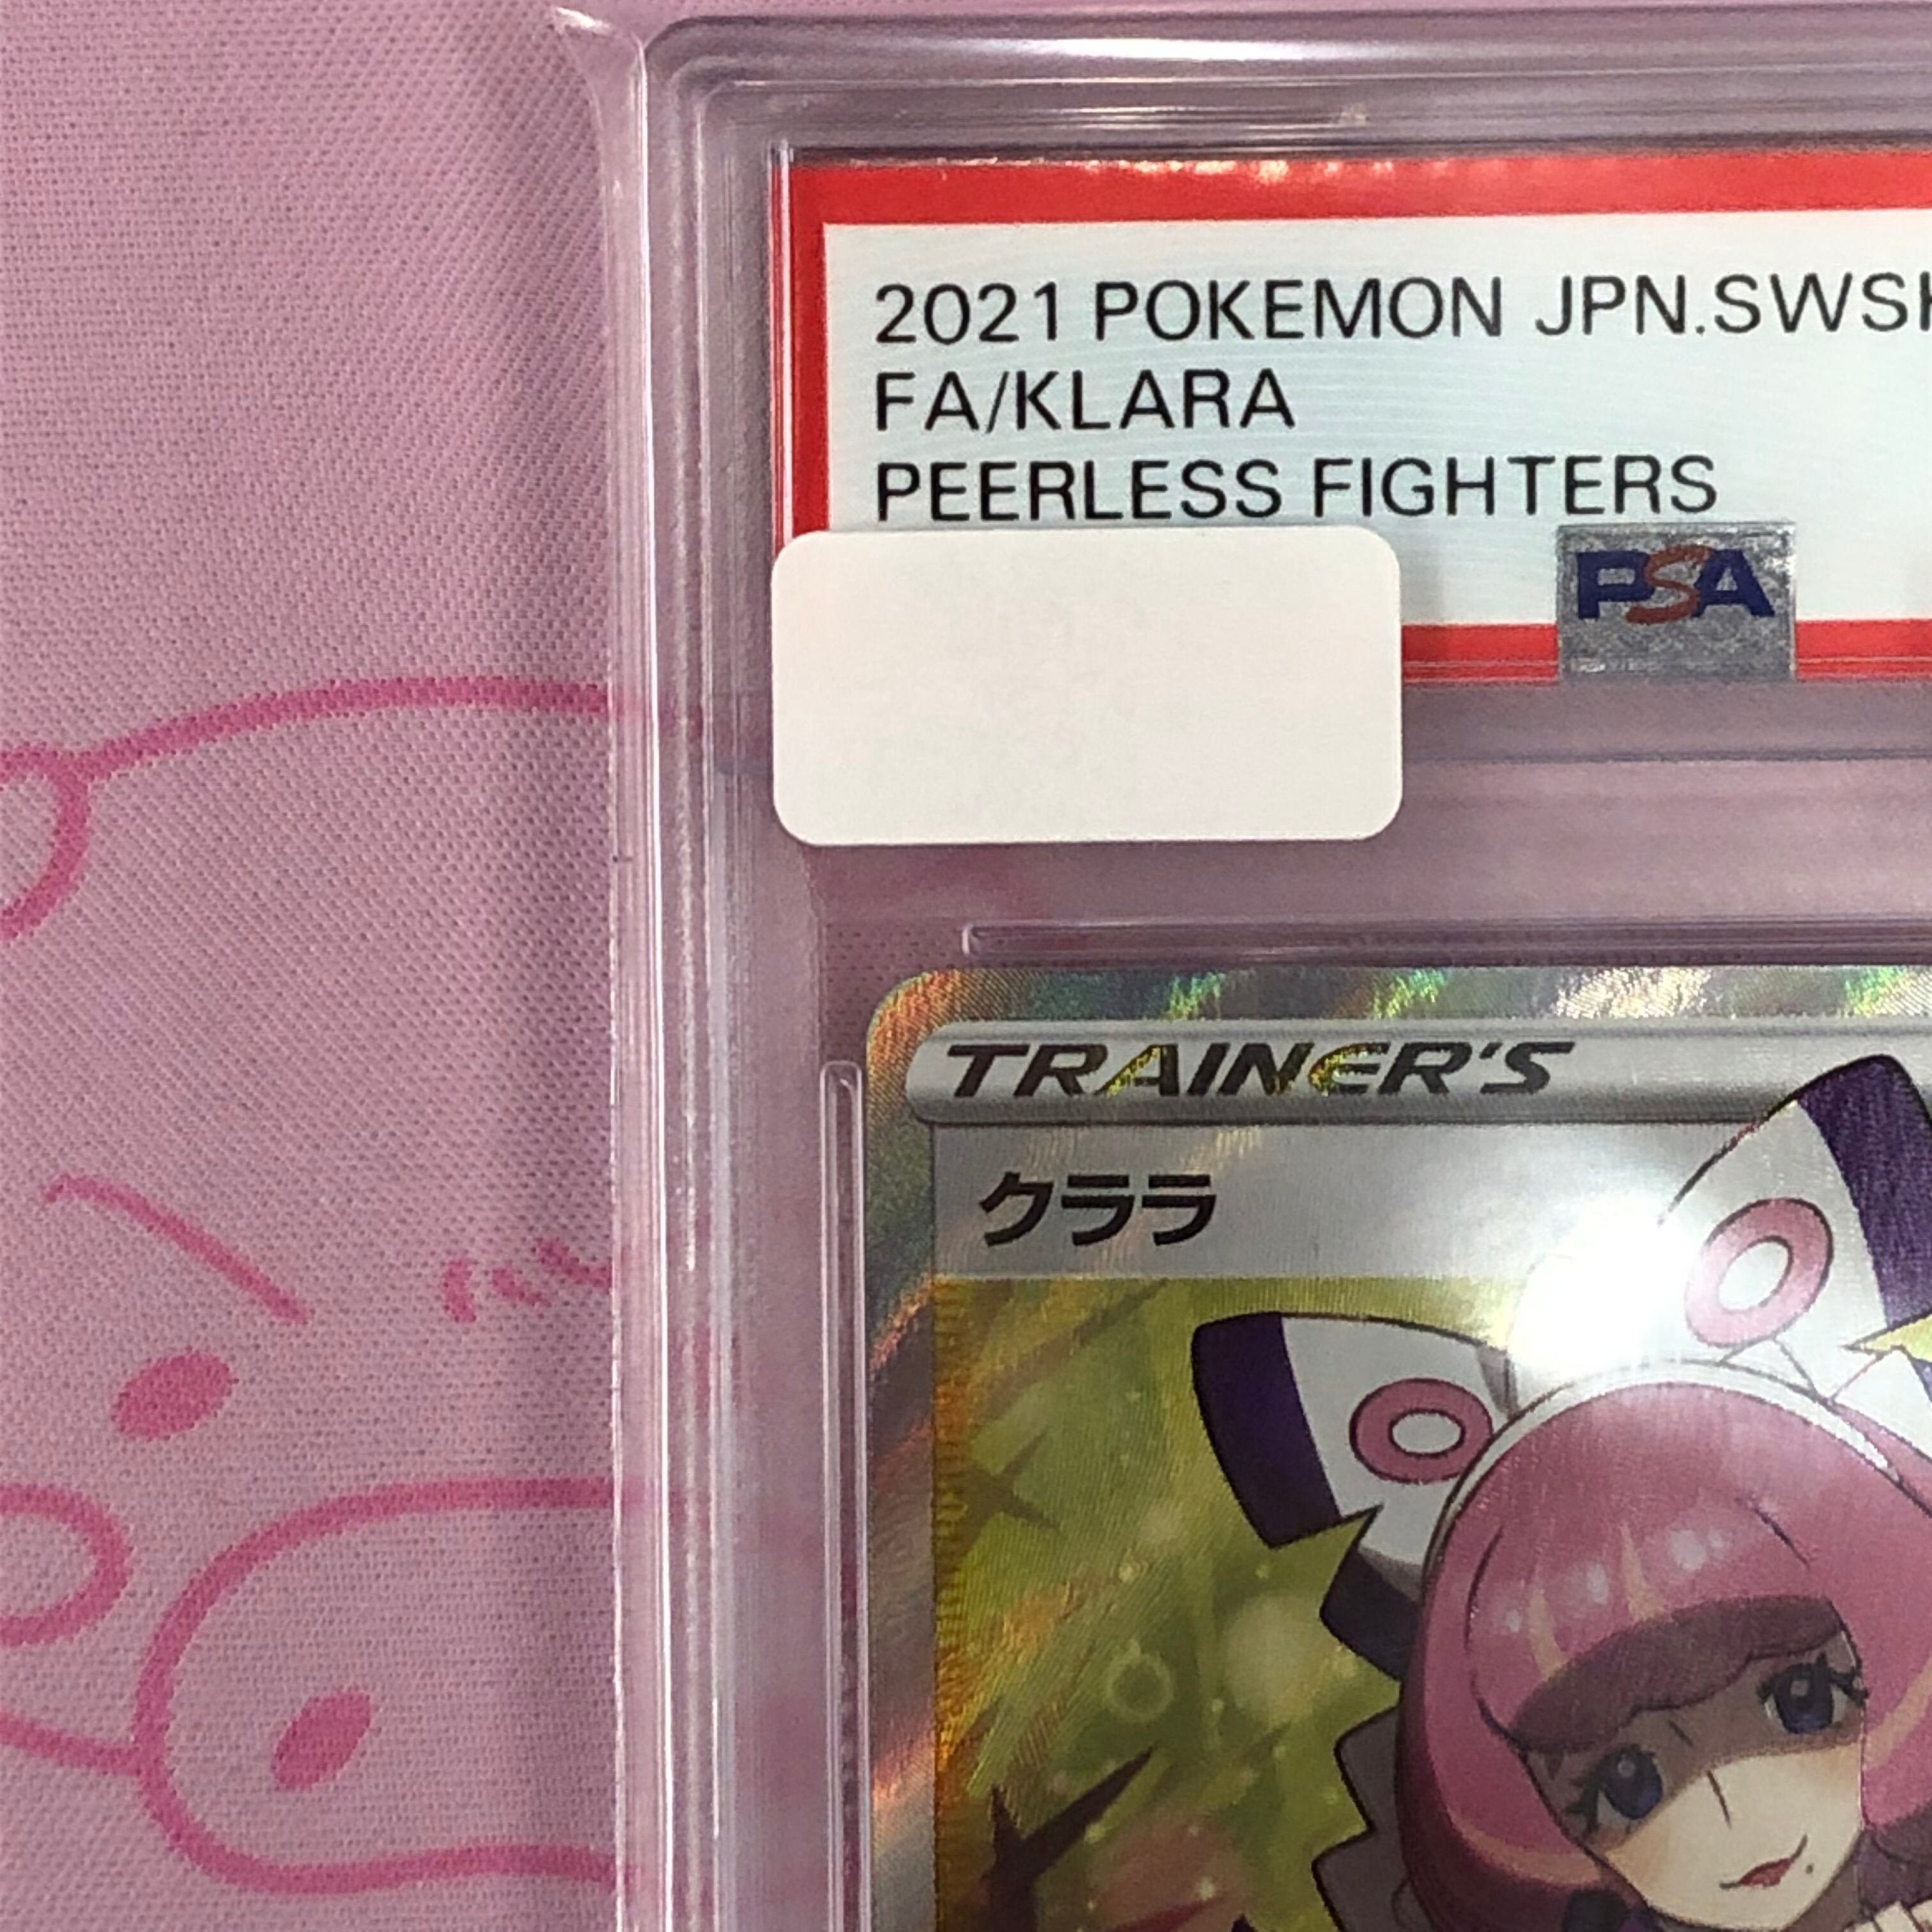 2021 POKEMON JPN.SWSH
FA/KLARA
PEERLESS FIGHTERS
PSA
TRAINER'S
クララ